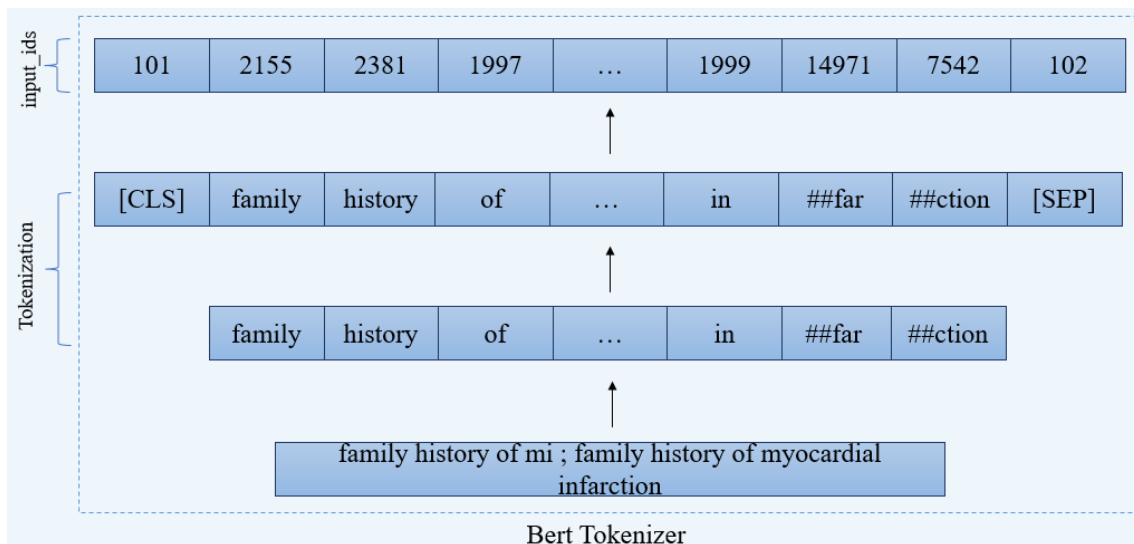 input_ids
101 2155 2381 1997 … 1999 14971 7542 102
[CLS] family history of … in ##far ##ction [SEP]
Tokenization
family history of … in ##far ##ction
family history of mi ; family history of myocardial
infarction
Bert Tokenizer